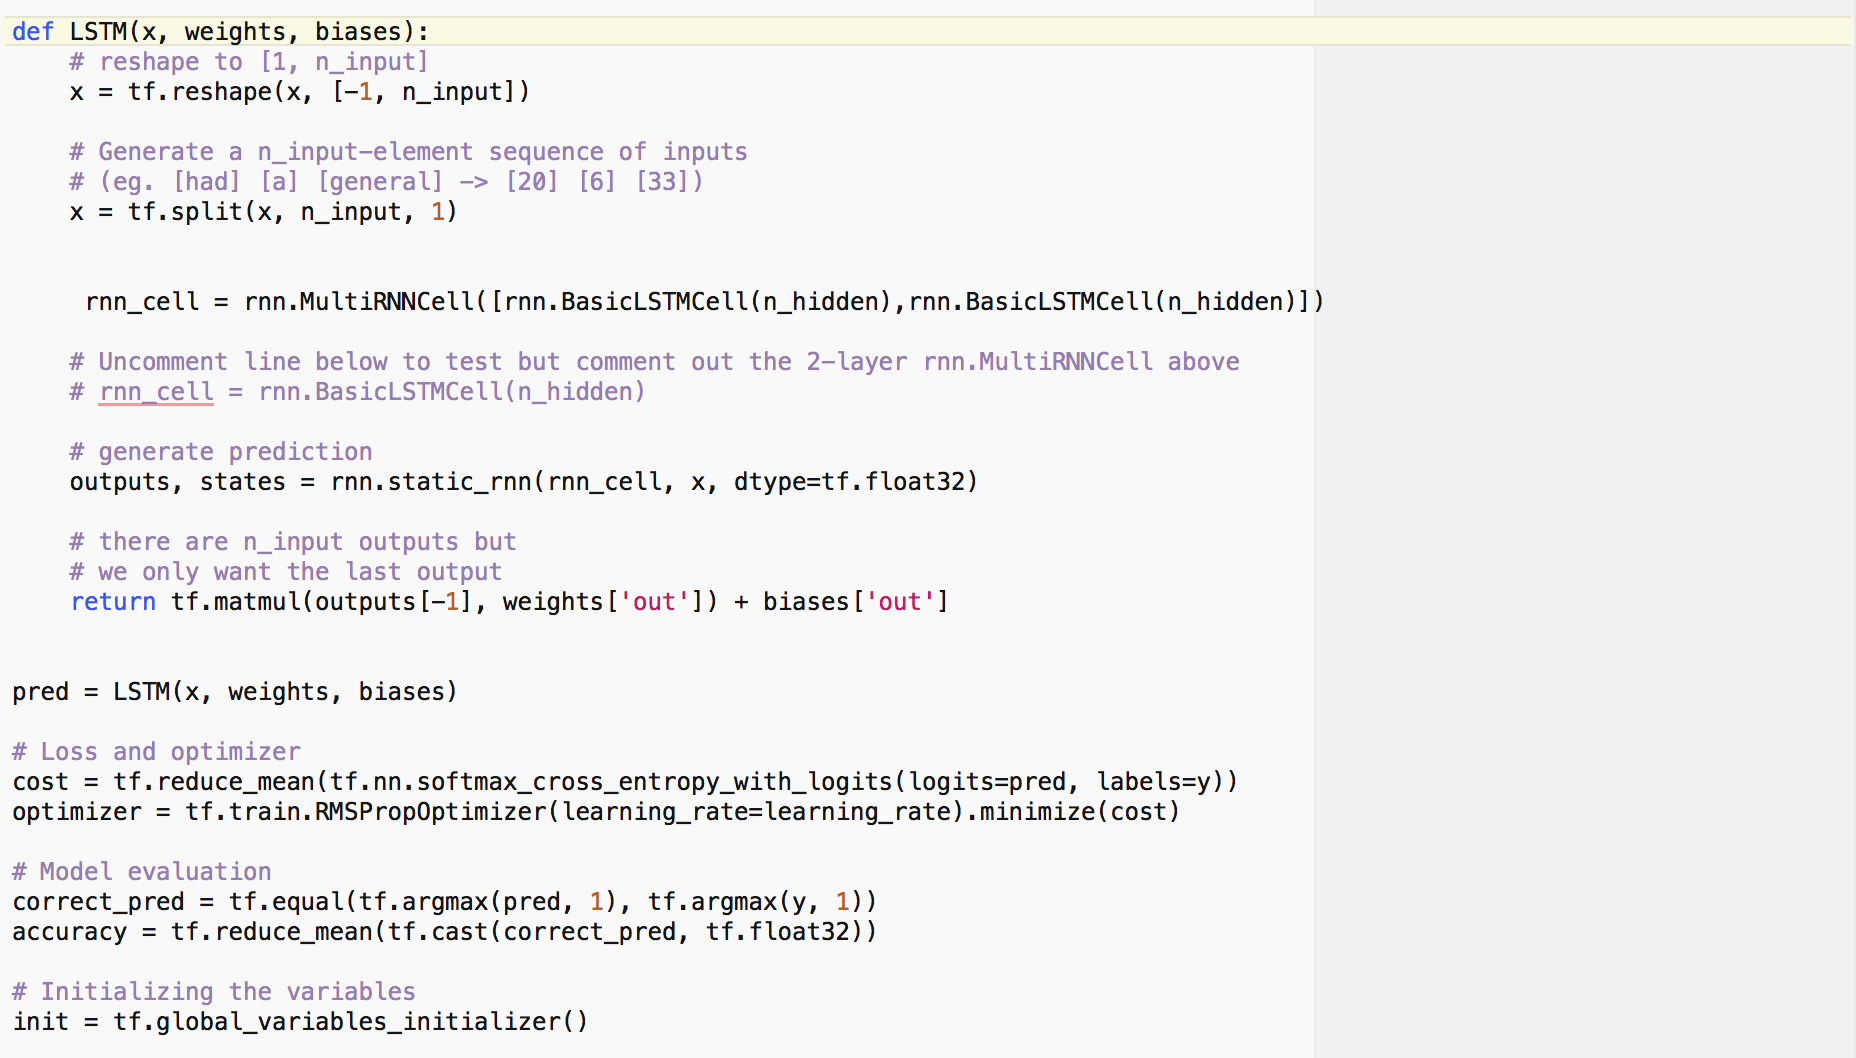 def LSTM(x, weights, biases):
    # reshape to [1, n_input]
    x = tf.reshape(x, [-1, n_input])

    # Generate a n_input-element sequence of inputs
    # (eg. [had] [a] [general] -> [20] [6] [33])
    x = tf.split(x, n_input, 1)


     rnn_cell = rnn.MultiRNNCell([rnn.BasicLSTMCell(n_hidden),rnn.BasicLSTMCell(n_hidden)])

    # Uncomment line below to test but comment out the 2-layer rnn.MultiRNNCell above
    # rnn_cell = rnn.BasicLSTMCell(n_hidden)

    # generate prediction
    outputs, states = rnn.static_rnn(rnn_cell, x, dtype=tf.float32)

    # there are n_input outputs but
    # we only want the last output
    return tf.matmul(outputs[-1], weights['out']) + biases['out']


pred = LSTM(x, weights, biases)

# Loss and optimizer
cost = tf.reduce_mean(tf.nn.softmax_cross_entropy_with_logits(logits=pred, labels=y))
optimizer = tf.train.RMSPropOptimizer(learning_rate=learning_rate).minimize(cost)

# Model evaluation
correct_pred = tf.equal(tf.argmax(pred, 1), tf.argmax(y, 1))
accuracy = tf.reduce_mean(tf.cast(correct_pred, tf.float32))

# Initializing the variables
init = tf.global_variables_initializer()